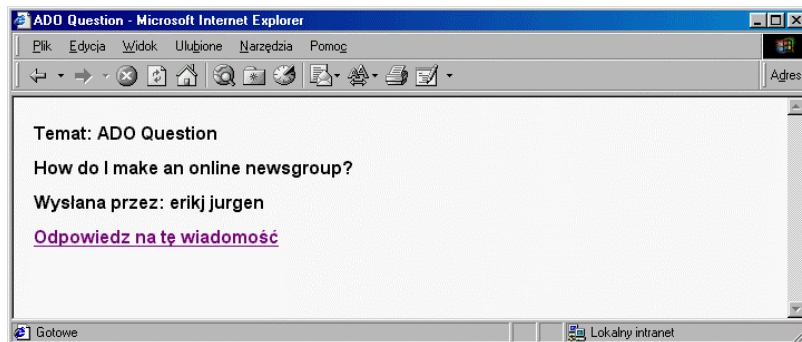 ADO Question - Microsoft Internet Explorer
Plik Edycja Widok Ulubione Narzędzia Pomoc
Adres
Temat: ADO Question
How do I make an online newsgroup?
Wysłana przez: erikj jurgen
Odpowiedz na tę wiadomość
Gotowe Lokalny intranet